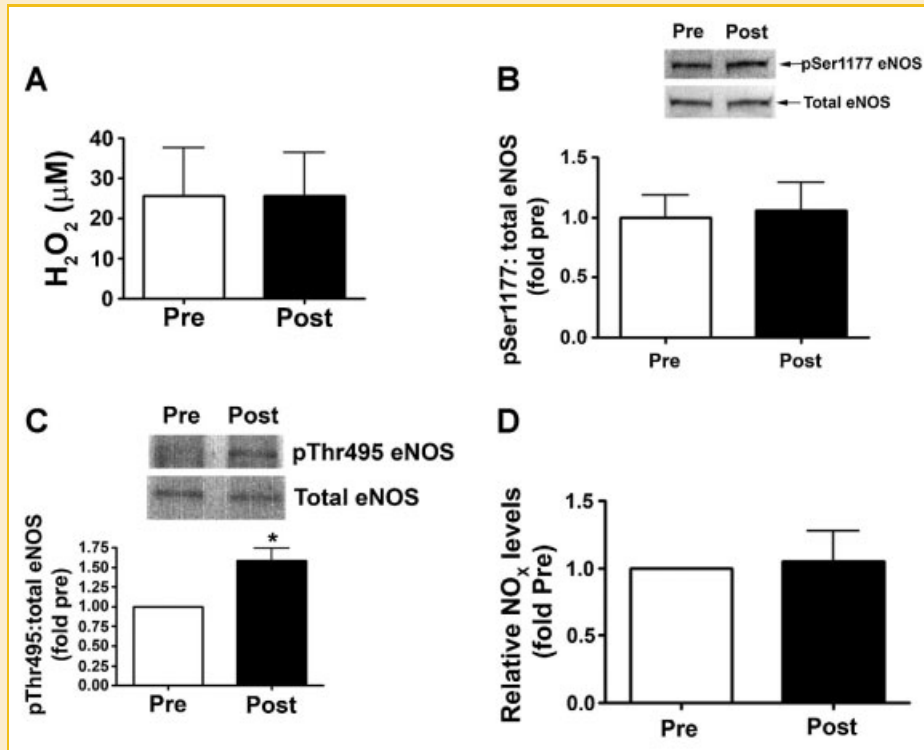 A
H₂O₂ (µM)
40
30
20
10
0
Pre Post
B
Pre Post
pSer1177 eNOS
Total eNOS
pSer1177: total eNOS
(fold pre)
1.5
1.0
0.5
0.0
Pre Post
C
Pre Post
pThr495 eNOS
Total eNOS
pThr495:total eNOS
(fold pre)
1.75
1.50
1.25
1.00
0.75
0.50
0.25
0.00
*
Pre Post
D
Relative NOₓ levels
(fold Pre)
1.5
1.0
0.5
0.0
Pre Post